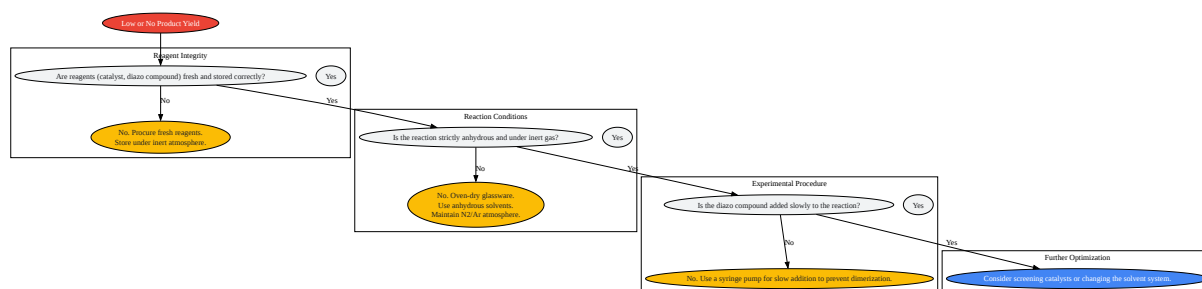 Low or No Product Yield
Reagent Integrity
Are reagents (catalyst, diazo compound) fresh and stored correctly?
Yes
No
Yes
No. Procure fresh reagents.
Store under inert atmosphere.
Reaction Conditions
Is the reaction strictly anhydrous and under inert gas?
Yes
No
Yes
No. Oven-dry glassware.
Use anhydrous solvents.
Maintain N2/Ar atmosphere.
Experimental Procedure
Is the diazo compound added slowly to the reaction?
Yes
No
Yes
No. Use a syringe pump for slow addition to prevent dimerization.
Further Optimization
Consider screening catalysts or changing the solvent system.